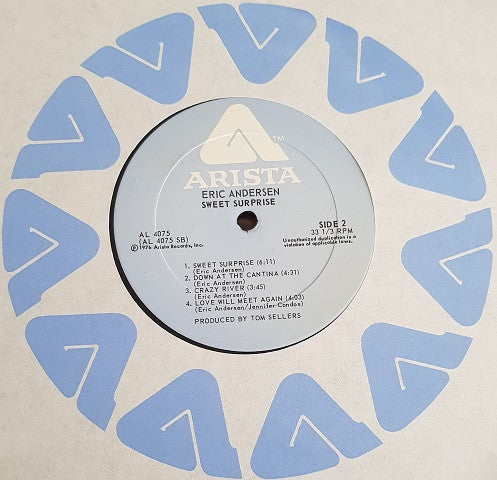 TM
ARISTA
ERIC ANDERSEN
SWEET SURPRISE
AL 4075
(AL 4075 SB)
Ⓟ1976 Arista Records, Inc.
SIDE 2
33 1/3 RPM
Unauthorized duplication is a
violation of applicable laws.
1. SWEET SURPRISE (6:11)
(Eric Andersen)
2. DOWN AT THE CANTINA (4:31)
(Eric Andersen)
3. CRAZY RIVER (3:45)
(Eric Andersen)
4. LOVE WILL MEET AGAIN (4:03)
(Eric Andersen/Jennifer Condos)
PRODUCED BY TOM SELLERS